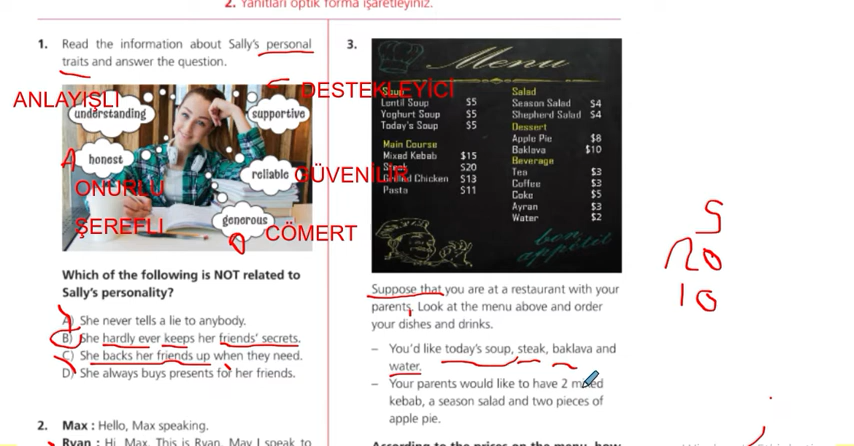 2. Yanıtları optik forma işaretleyiniz.
1. Read the information about Sally's personal
traits and answer the question.
ANLAYIŞLI
understanding
DESTEKLEYİCİ
supportive
honest
ONURLU
ŞEREFLİ
reliable
GÜVENİLİR
generous
CÖMERT
Which of the following is NOT related to
Sally's personality?
A) She never tells a lie to anybody.
B) She hardly ever keeps her friends' secrets.
C) She backs her friends up when they need.
D) She always buys presents for her friends.
2. Max : Hello, Max speaking.
Ryan : Hi, Max. This is Ryan. May I speak to
3.
Menu
Soup
Lentil Soup $5
Yoghurt Soup $5
Today's Soup $5
Main Course
Mixed Kebab $15
Steak $20
Grilled Chicken $13
Pasta $11
Salad
Season Salad $4
Shepherd Salad $4
Dessert
Apple Pie $8
Baklava $10
Beverage
Tea $3
Coffee $3
Coke $5
Ayran $3
Water $2
bon
appétit
Suppose that you are at a restaurant with your
parents. Look at the menu above and order
your dishes and drinks.
– You'd like today's soup, steak, baklava and
water.
– Your parents would like to have 2 mixed
kebab, a season salad and two pieces of
apple pie.
According to the prices on the menu, how
5
20
10